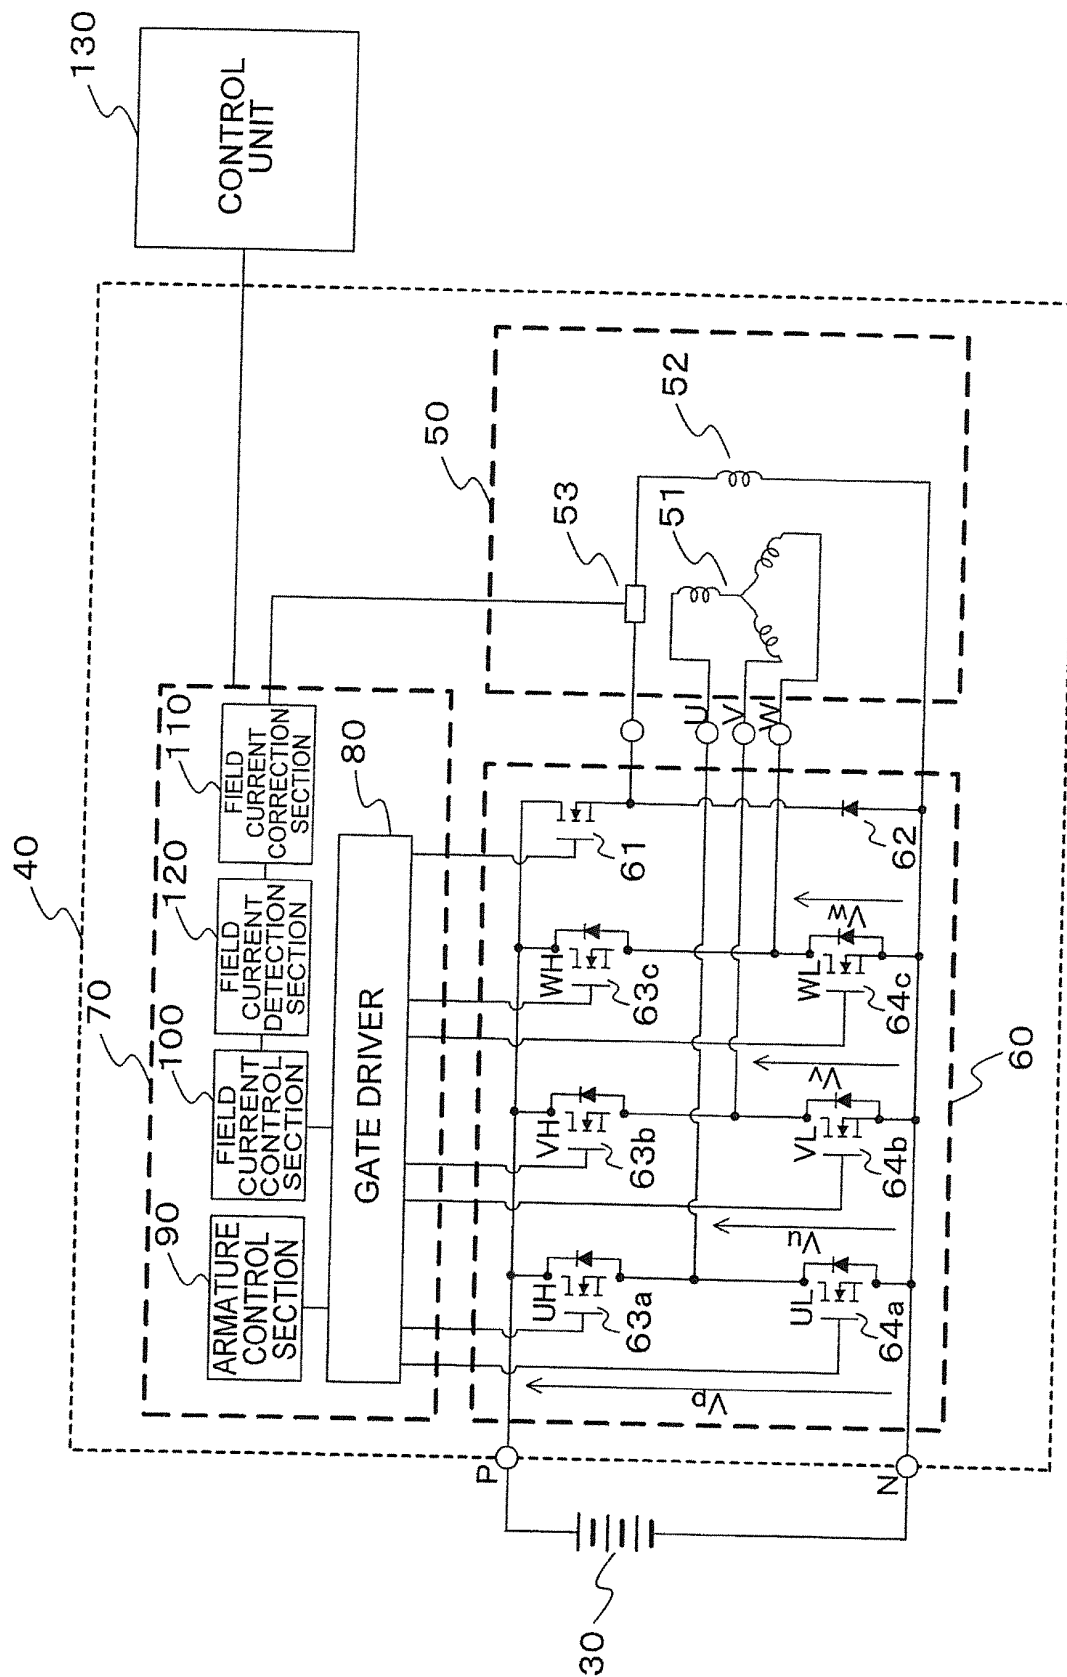 130
CONTROL
UNIT
40
70
90
ARMATURE
CONTROL
SECTION
100
FIELD
CURRENT
CONTROL
SECTION
120
FIELD
CURRENT
DETECTION
SECTION
110
FIELD
CURRENT
CORRECTION
SECTION
80
GATE DRIVER
50
53
52
51
U
V
W
P
N
30
Vp
UH
63a
UL
64a
Vu
VH
63b
VL
64b
Vv
WH
63c
WL
64c
Vw
61
62
60